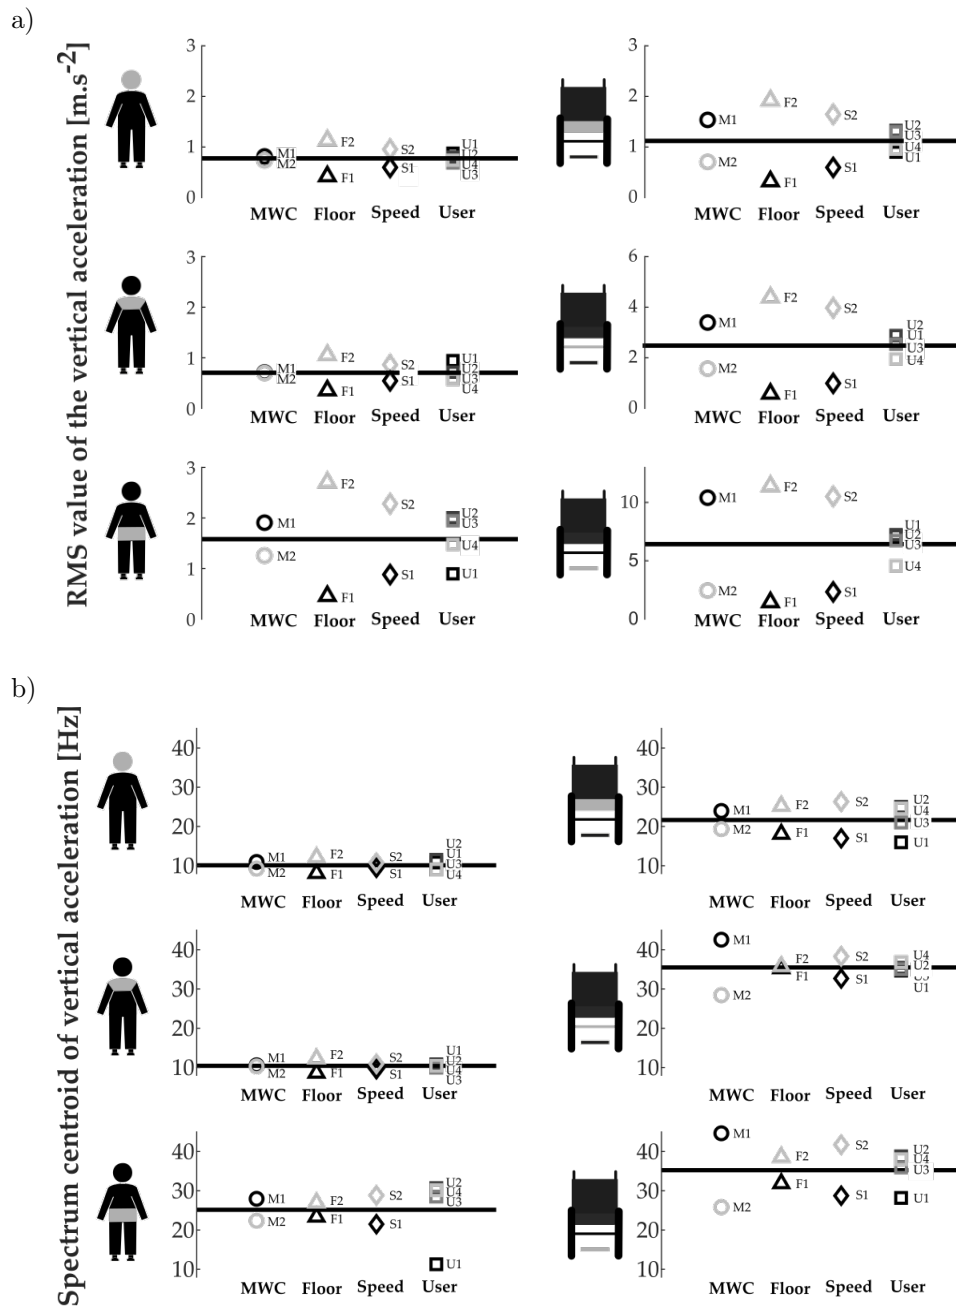 a)
RMS value of the vertical acceleration [m.s-2]
3
2
1
0
M1
M2
F2
F1
S2
S1
U1
U2
U4
U3
MWC Floor Speed User
3
2
1
0
M1
M2
F2
F1
S2
S1
U2
U3
U4
U1
MWC Floor Speed User
3
2
1
0
M1
M2
F2
F1
S2
S1
U1
U2
U3
U4
MWC Floor Speed User
6
4
2
0
M1
M2
F2
F1
S2
S1
U2
U1
U3
U4
MWC Floor Speed User
3
2
1
0
M1
M2
F2
F1
S2
S1
U2
U3
U4
U1
MWC Floor Speed User
10
5
0
M1
M2
F2
F1
S2
S1
U1
U2
U3
U4
MWC Floor Speed User
b)
Spectrum centroid of vertical acceleration [Hz]
40
30
20
10
M1
M2
F2
F1
S2
S1
U2
U1
U3
U4
MWC Floor Speed User
40
30
20
10
M1
M2
F2
F1
S2
S1
U2
U4
U3
U1
MWC Floor Speed User
40
30
20
10
M1
M2
F2
F1
S2
S1
U1
U2
U4
U3
MWC Floor Speed User
40
30
20
10
M1
M2
F2
F1
S2
S1
U4
U2
U3
U1
MWC Floor Speed User
40
30
20
10
M1
M2
F2
F1
S2
S1
U2
U4
U3
U1
40
30
20
10
M1
M2
F2
F1
S2
S1
U2
U4
U3
U1